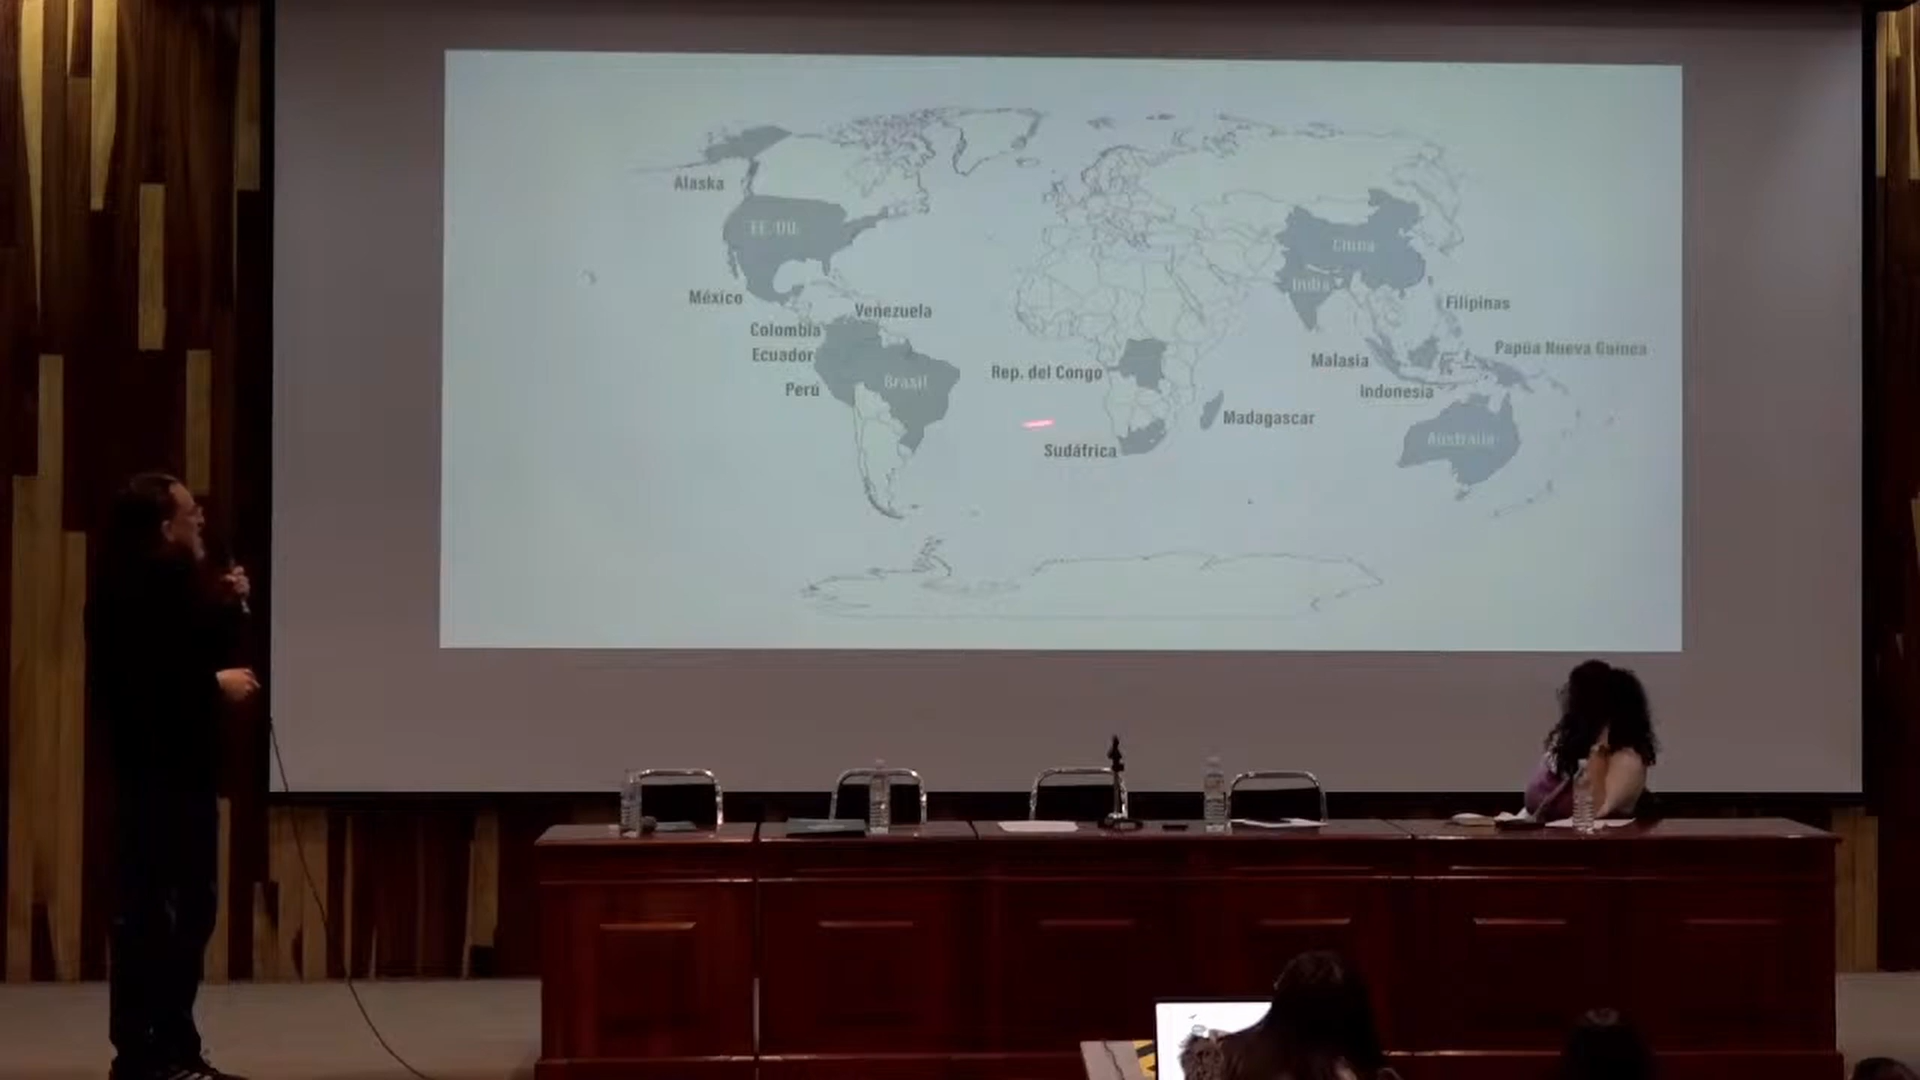 Alaska
EE. UU.
China
India
México
Filipinas
Venezuela
Colombia
Ecuador
Papúa Nueva Guinea
Malasia
Rep. del Congo
Brasil
Perú
Indonesia
Madagascar
Australia
Sudáfrica